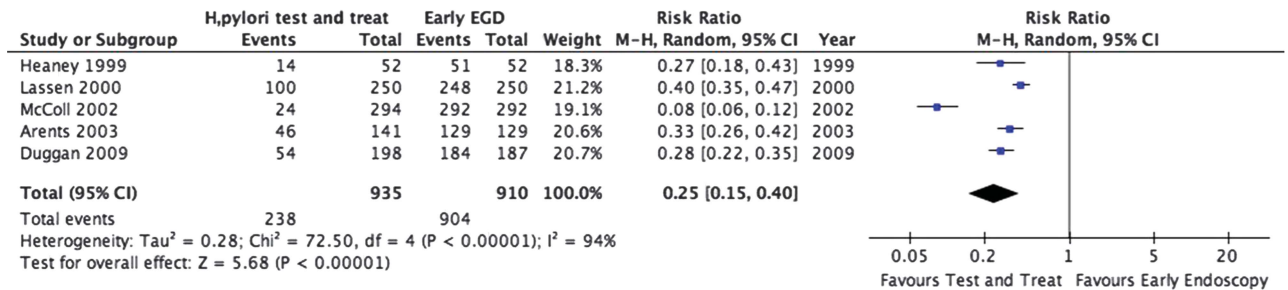 H,pylori test and treat Early EGD Risk Ratio Risk Ratio
Study or Subgroup Events Total Events Total Weight M-H, Random, 95% CI Year M-H, Random, 95% CI
Heaney 1999 14 52 51 52 18.3% 0.27 [0.18, 0.43] 1999
Lassen 2000 100 250 248 250 21.2% 0.40 [0.35, 0.47] 2000
McColl 2002 24 294 292 292 19.1% 0.08 [0.06, 0.12] 2002
Arents 2003 46 141 129 129 20.6% 0.33 [0.26, 0.42] 2003
Duggan 2009 54 198 184 187 20.7% 0.28 [0.22, 0.35] 2009
Total (95% CI) 935 910 100.0% 0.25 [0.15, 0.40]
Total events 238 904
Heterogeneity: Tau² = 0.28; Chi² = 72.50, df = 4 (P < 0.00001); I² = 94%
Test for overall effect: Z = 5.68 (P < 0.00001)
0.05 0.2 1 5 20
Favours Test and Treat Favours Early Endoscopy